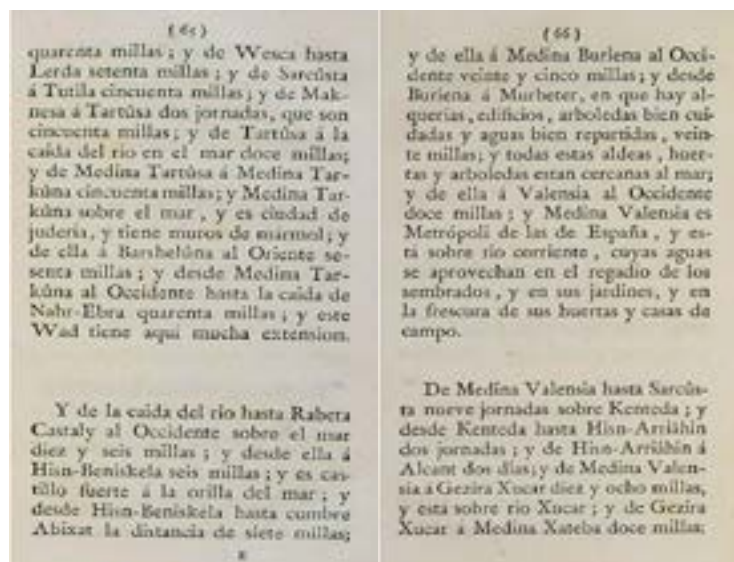 (65)
quarenta millas; y de Wesca hasta
Lerda setenta millas; y de Sarcûsta
á Tutila cincuenta millas; y de Mak-
nesa á Tartûsa dos jornadas, que son
cincuenta millas; y de Tartûsa á la
caida del rio en el mar doce millas;
y de Medina Tartûsa á Medina Tar-
kûna cincuenta millas; y Medina Tar-
kûna sobre el mar, y es ciudad de
judería, y tiene muros de mármol; y
de ella á Barshelûna al Oriente se-
senta millas; y desde Medina Tar-
kûna al Occidente hasta la caida de
Nahr-Ebra quarenta millas; y este
Wad tiene aqui mucha extension.
Y de la caida del rio hasta Rabeta
Castaly al Occidente sobre el mar
diez y seis millas; y desde ella á
Hisn-Beniskela seis millas; y es cas-
tillo fuerte á la orilla del mar; y
desde Hisn-Beniskela hasta cumbre
Abixat la distancia de siete millas;
(66)
y de ella á Medina Buriena al Occi-
dente veinte y cinco millas; y desde
Buriena á Murbeter, en que hay al-
querías, edificios, arboledas bien cui-
dadas y aguas bien repartidas, vein-
te millas; y todas estas aldeas, huer-
tas y arboledas estan cercanas al mar;
y de ella á Valensia al Occidente
doce millas; y Medina Valensia es
Metrópoli de las de España, y es-
tá sobre rio corriente, cuyas aguas
se aprovechan en el regadio de los
sembrados, y en sus jardines, y en
la frescura de sus huertas y casas de
campo.
De Medina Valensia hasta Sarcûs-
ta nueve jornadas sobre Kenteda; y
desde Kenteda hasta Hisn-Arriâhin
dos jornadas; y de Hisn-Arriâhin á
Alcant dos dias; y de Medina Valen-
sia a Gezira Xucar diez y ocho millas,
y está sobre rio Xucar; y de Gezira
Xucar á Medina Xateba doce millas;